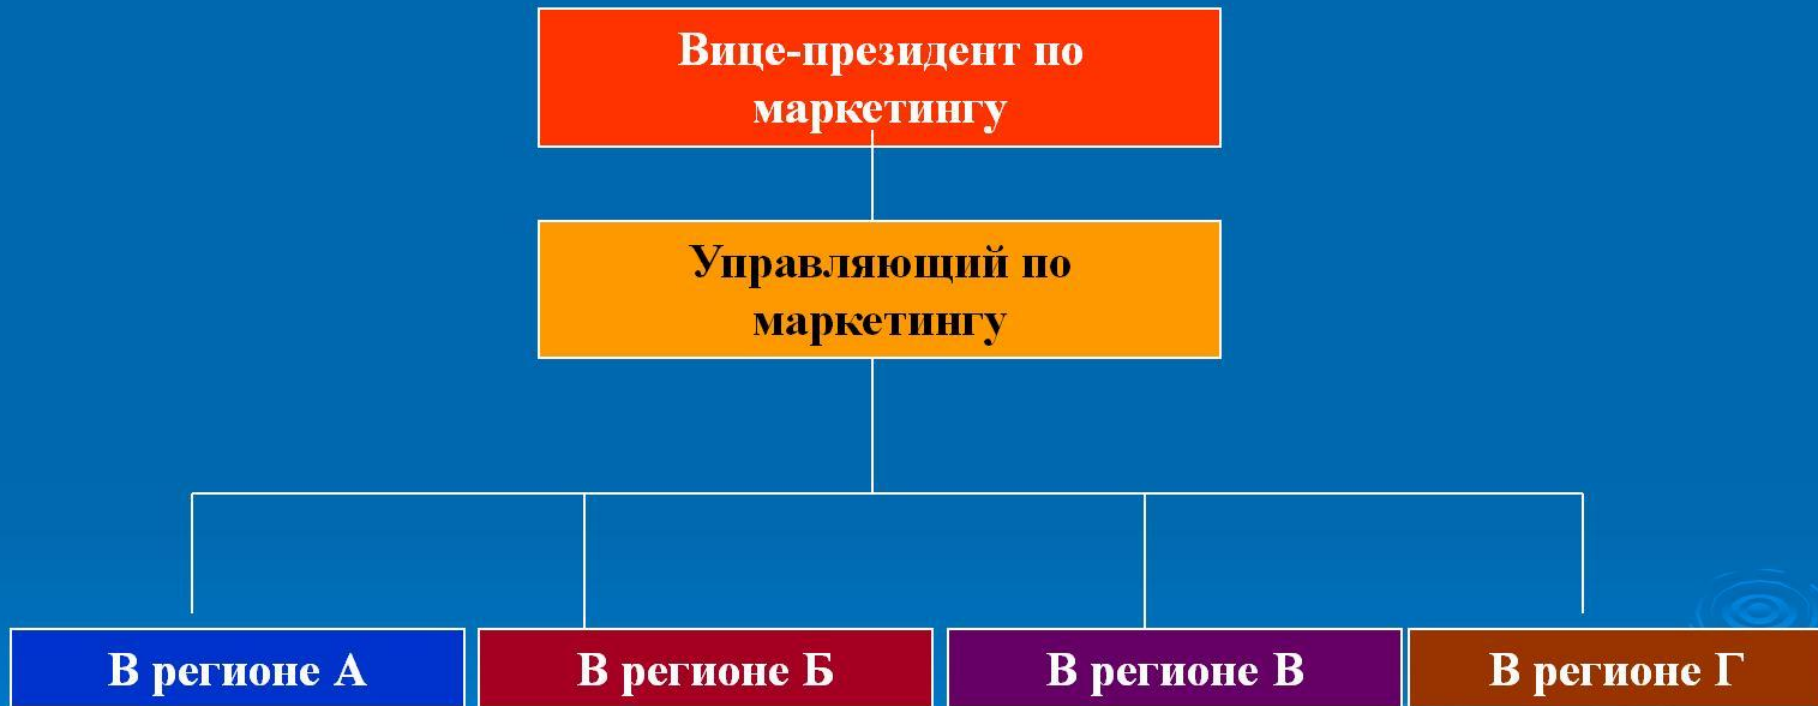 Вице-президент по
маркетингу
Управляющий по
маркетингу
В регионе А
В регионе Б
В регионе В
В регионе Г